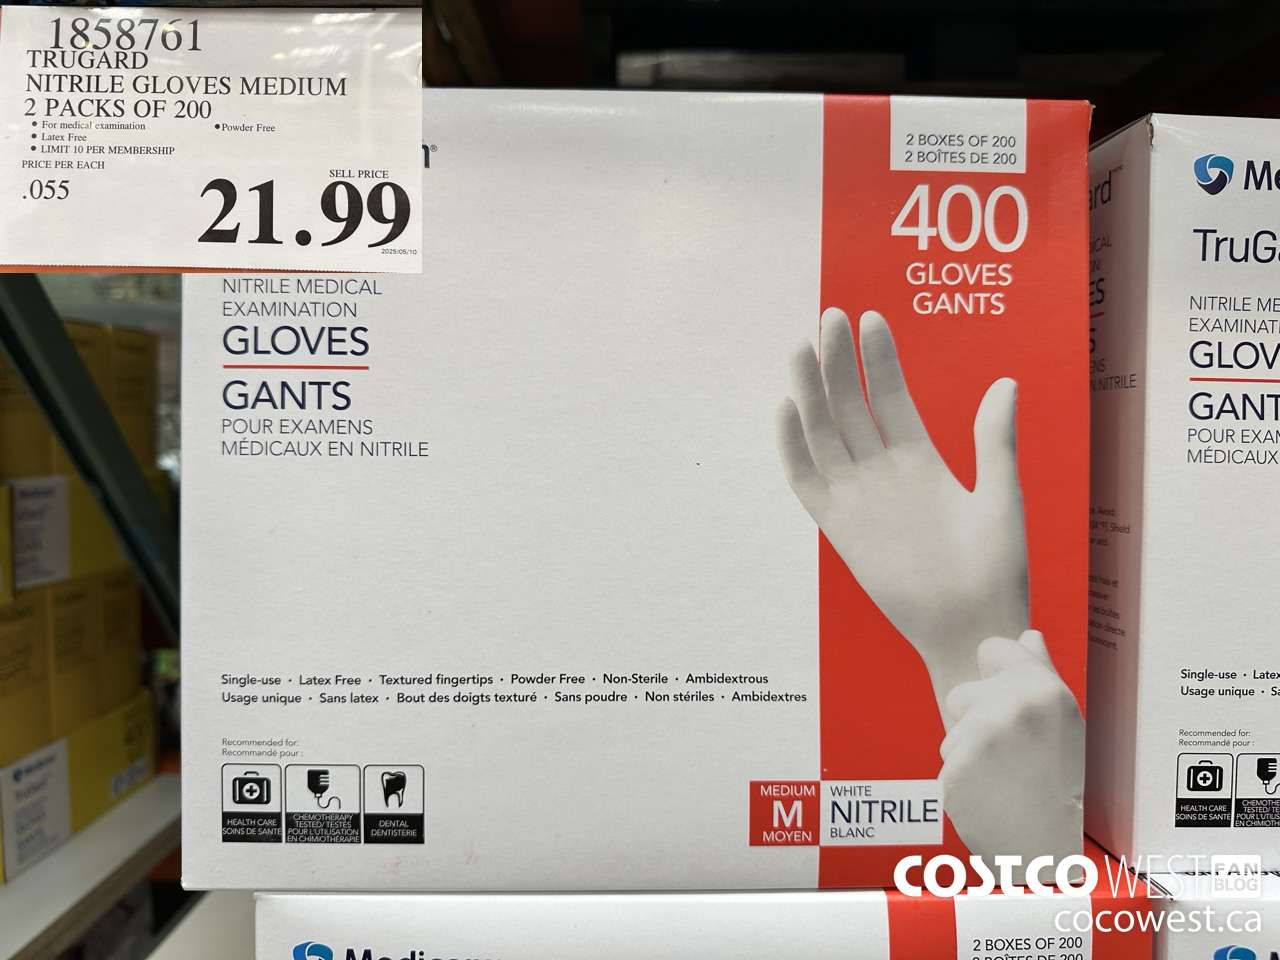 1858761
TRUGARD
NITRILE GLOVES MEDIUM
2 PACKS OF 200
• For medical examination
• Powder Free
• Latex Free
• LIMIT 10 PER MEMBERSHIP
PRICE PER EACH
.055
SELL PRICE
21.99
2025/05/10
2 BOXES OF 200
2 BOÎTES DE 200
400
GLOVES
GANTS
NITRILE MEDICAL
EXAMINATION
GLOVES
GANTS
POUR EXAMENS
MÉDICAUX EN NITRILE
Single-use · Latex Free · Textured fingertips · Powder Free · Non-Sterile · Ambidextrous
Usage unique · Sans latex · Bout des doigts texturé · Sans poudre · Non stériles · Ambidextres
Recommended for:
Recommandé pour :
HEALTH CARE
SOINS DE SANTÉ
CHEMOTHERAPY
TESTED/ TESTÉS
POUR L'UTILISATION
EN CHIMIOTHÉRAPIE
DENTAL
DENTISTERIE
MEDIUM
M
MOYEN
WHITE
NITRILE
BLANC
Me
TruG
NITRILE ME
EXAMINATI
GLOV
GANT
POUR EXAM
MÉDICAUX
Single-use · Latex
Usage unique · Sa
Recommended for:
Recommandé pour :
HEALTH CARE
SOINS DE SANTÉ
2 BOXES OF 200
COSTCO WEST FAN BLOG
cocowest.ca